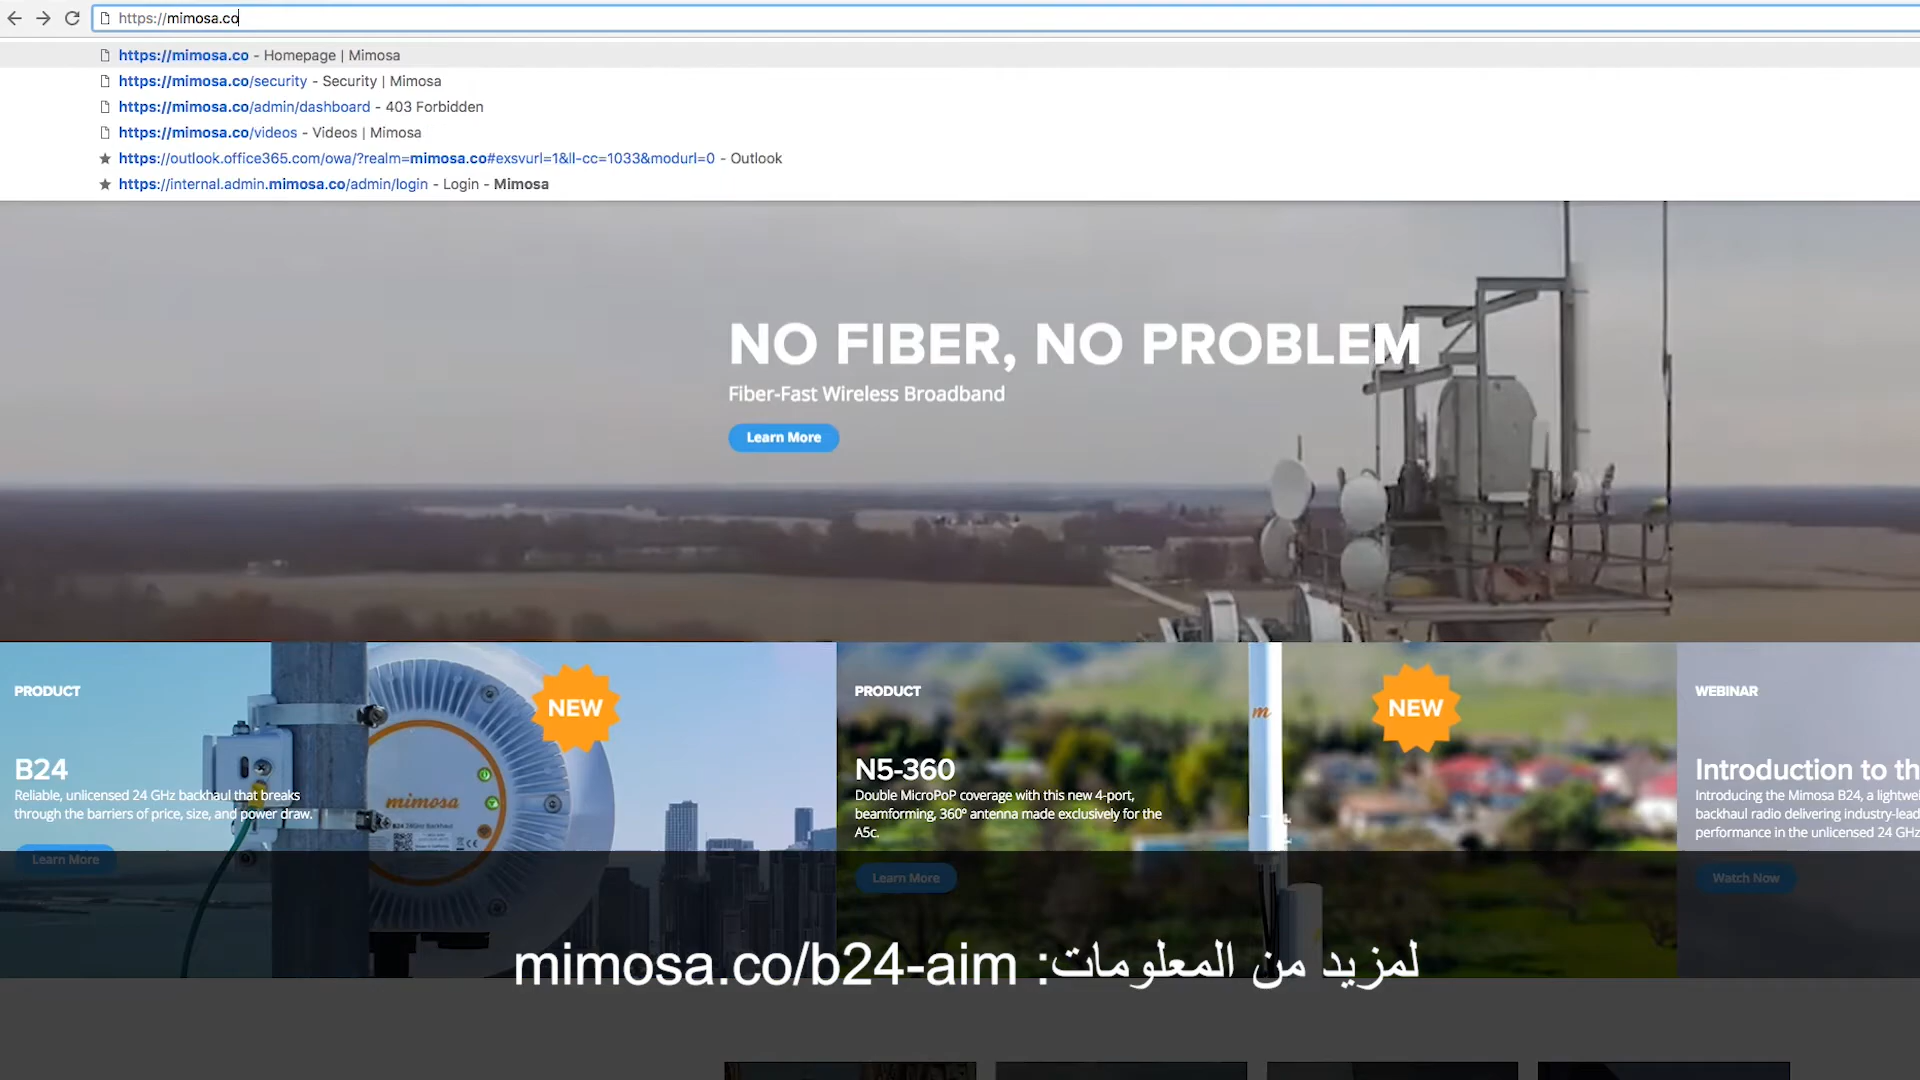 https://mimosa.co
https://mimosa.co - Homepage | Mimosa
https://mimosa.co/security - Security | Mimosa
https://mimosa.co/admin/dashboard - 403 Forbidden
https://mimosa.co/videos - Videos | Mimosa
https://outlook.office365.com/owa/?realm=mimosa.co#exsvurl=1&ll-cc=1033&modurl=0 - Outlook
https://internal.admin.mimosa.co/admin/login - Login - Mimosa
NO FIBER, NO PROBLEM
Fiber-Fast Wireless Broadband
Learn More
PRODUCT
NEW
B24
Reliable, unlicensed 24 GHz backhaul that breaks
through the barriers of price, size, and power draw.
Learn More
mimosa
B24 24GHz Backhaul
PRODUCT
m
NEW
N5-360
Double MicroPoP coverage with this new 4-port,
beamforming, 360º antenna made exclusively for the
A5c.
Learn More
WEBINAR
Introduction to th
Introducing the Mimosa B24, a lightwei
backhaul radio delivering industry-lead
performance in the unlicensed 24 GHz
Watch Now
لمزيد من المعلومات: mimosa.co/b24-aim